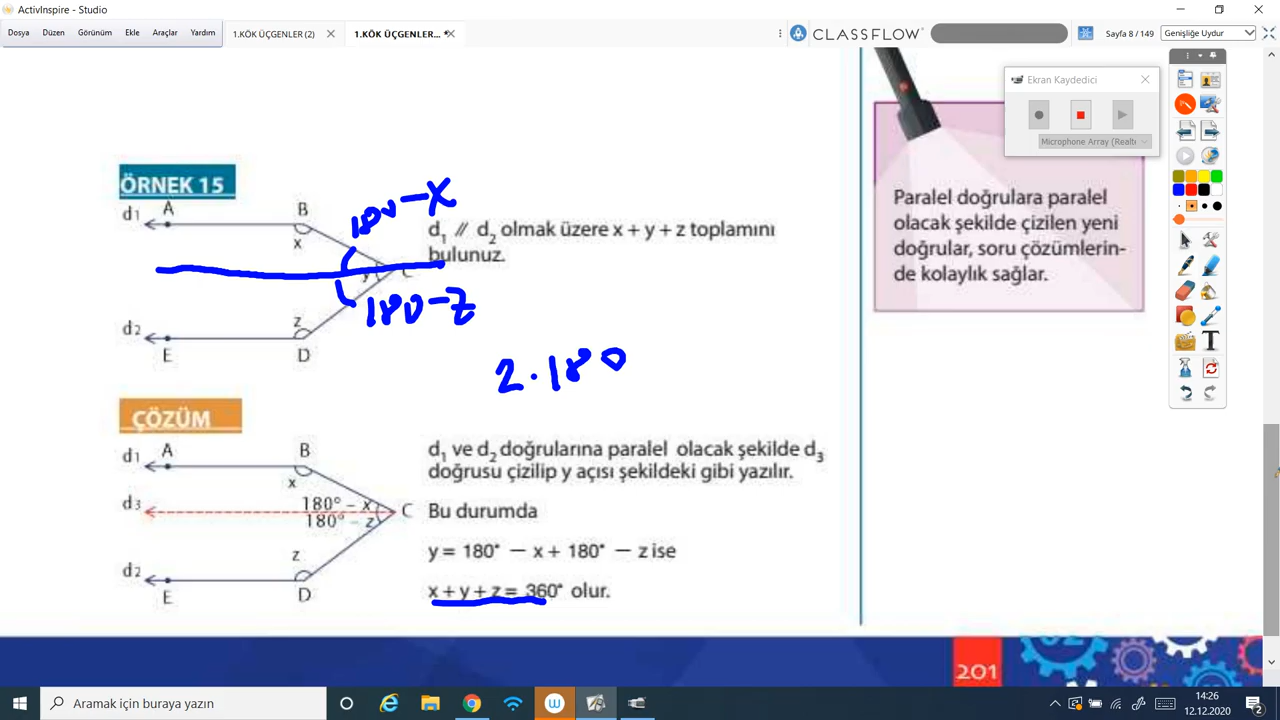 ActivInspire - Studio
Dosya Düzen Görünüm Ekle Araçlar Yardım
1.KÖK ÜÇGENLER (2)
1.KÖK ÜÇGENLER...*
CLASSFLOW
Sayfa 8 / 149
Genişliğe Uydur
Ekran Kaydedici
Microphone Array (Realt
ÖRNEK 15
d1 A B
x
180-x
y C
180-z
z
d2
E D
d1 // d2 olmak üzere x + y + z toplamını
bulunuz.
2.180
Paralel doğrulara paralel
olacak şekilde çizilen yeni
doğrular, soru çözümlerin-
de kolaylık sağlar.
ÇÖZÜM
d1 A B
x
d3 180° – x C
180° – z
z
d2
E D
d1 ve d2 doğrularına paralel olacak şekilde d3
doğrusu çizilip y açısı şekildeki gibi yazılır.
Bu durumda
y = 180° – x + 180° – z ise
x + y + z = 360° olur.
201
Aramak için buraya yazın
14:26
12.12.2020
2